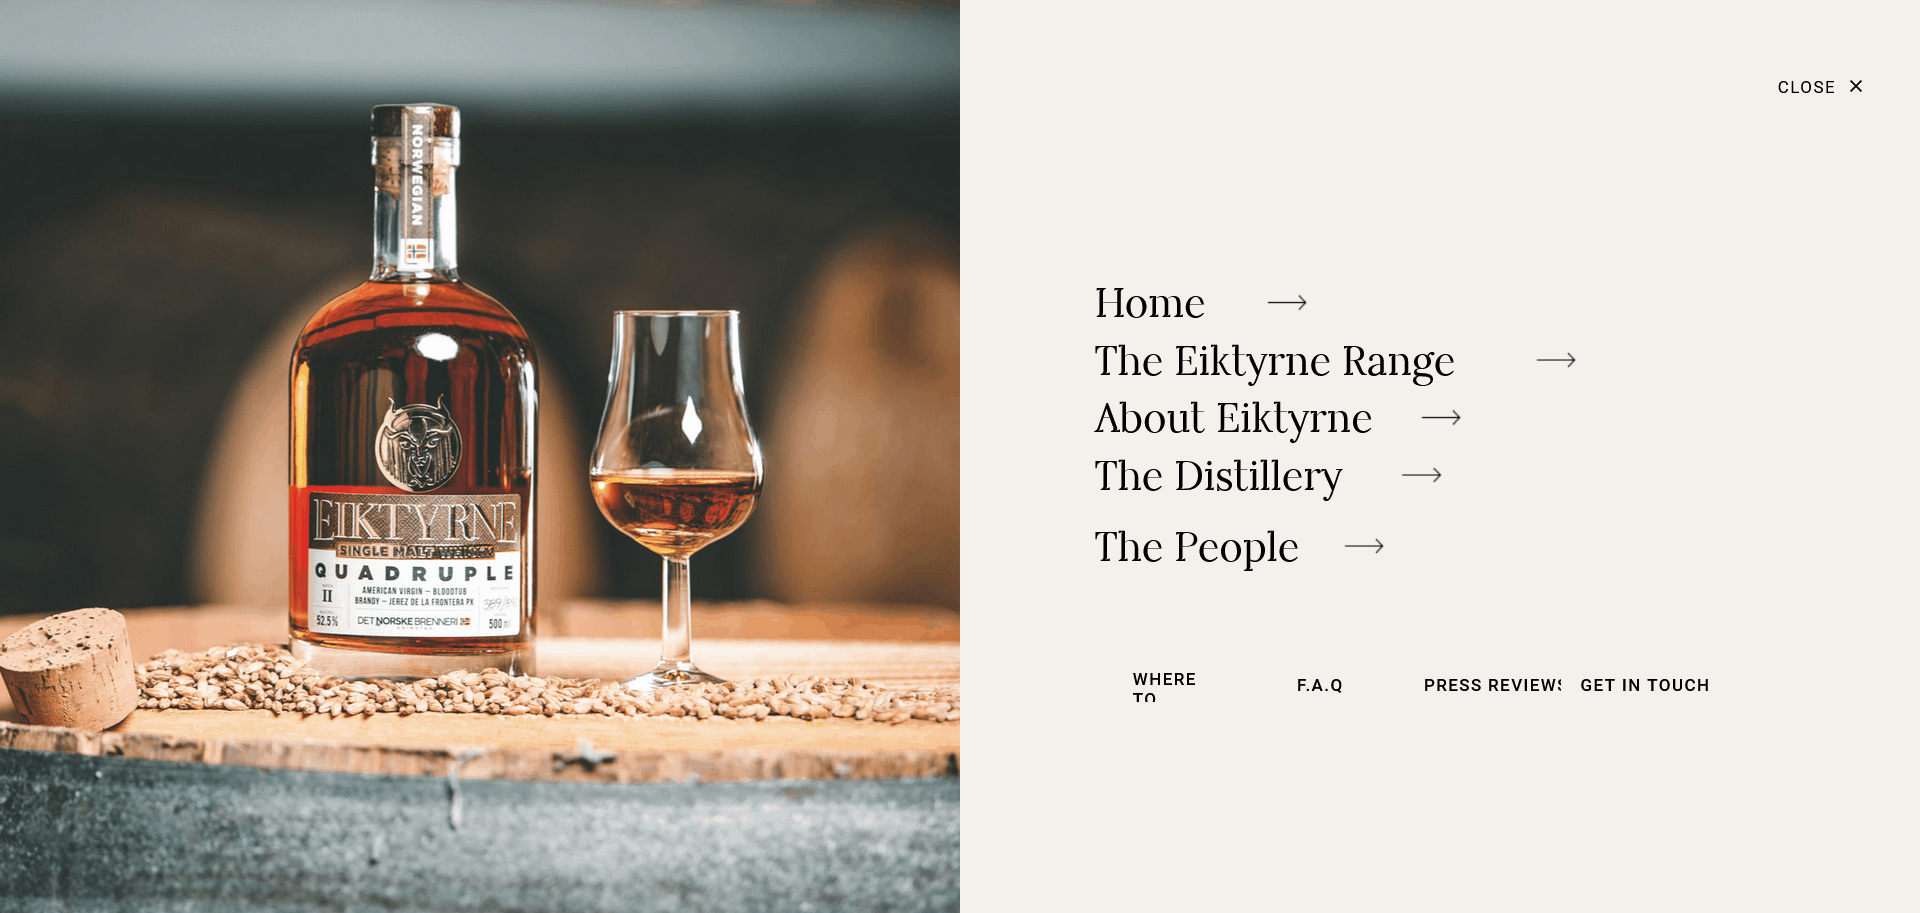 NORWEGIAN
EIKTYRNE
SINGLE MALT WHISKY
QUADRUPLE
BATCH
II
AMERICAN VIRGIN – BLOODTUB
BRANDY – JEREZ DE LA FRONTERA PX
52.5%
DET NORSKE BRENNERI
GRIMSTAD
500 ml
CLOSE ×
Home
The Eiktyrne Range
About Eiktyrne
The Distillery
The People
WHERE
TO
F.A.Q
PRESS REVIEWS
GET IN TOUCH